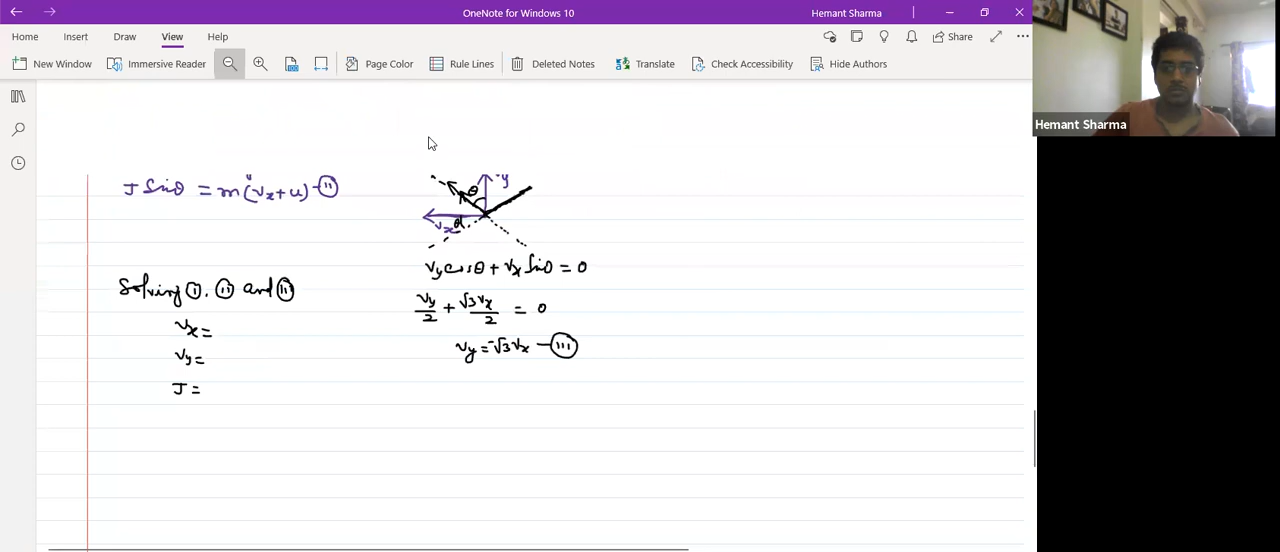 OneNote for Windows 10
Hemant Sharma
Home Insert Draw View Help
Share
New Window Immersive Reader Page Color Rule Lines Deleted Notes Translate Check Accessibility Hide Authors
Hemant Sharma
J Sinθ = m(vx+u) - (II)
θ y
vx
vy cosθ + vx Sinθ = 0
Solving (I), (II) and (III)
vy/2 + √3vx/2 = 0
vx =
vy = -√3vx - (III)
vy =
J =